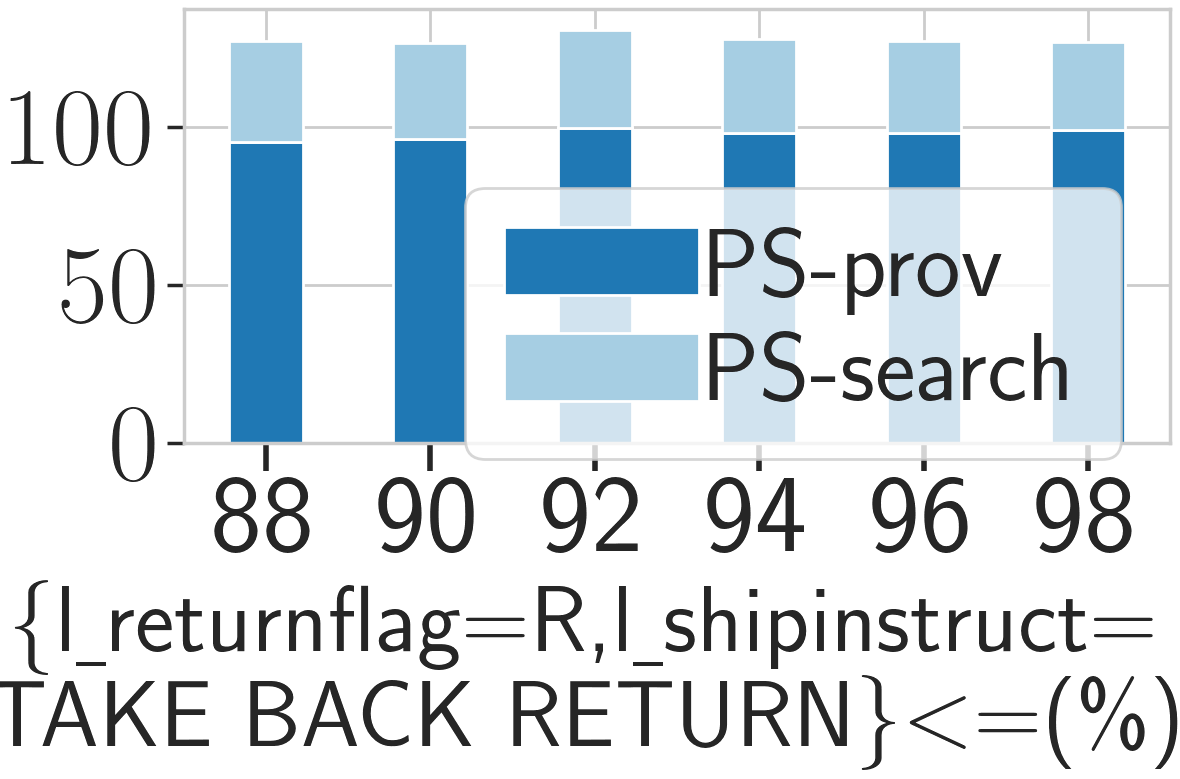 100
50
0
PS-prov
PS-search
88 90 92 94 96 98
{l_returnflag=R,l_shipinstruct=
TAKE BACK RETURN}<=(%)